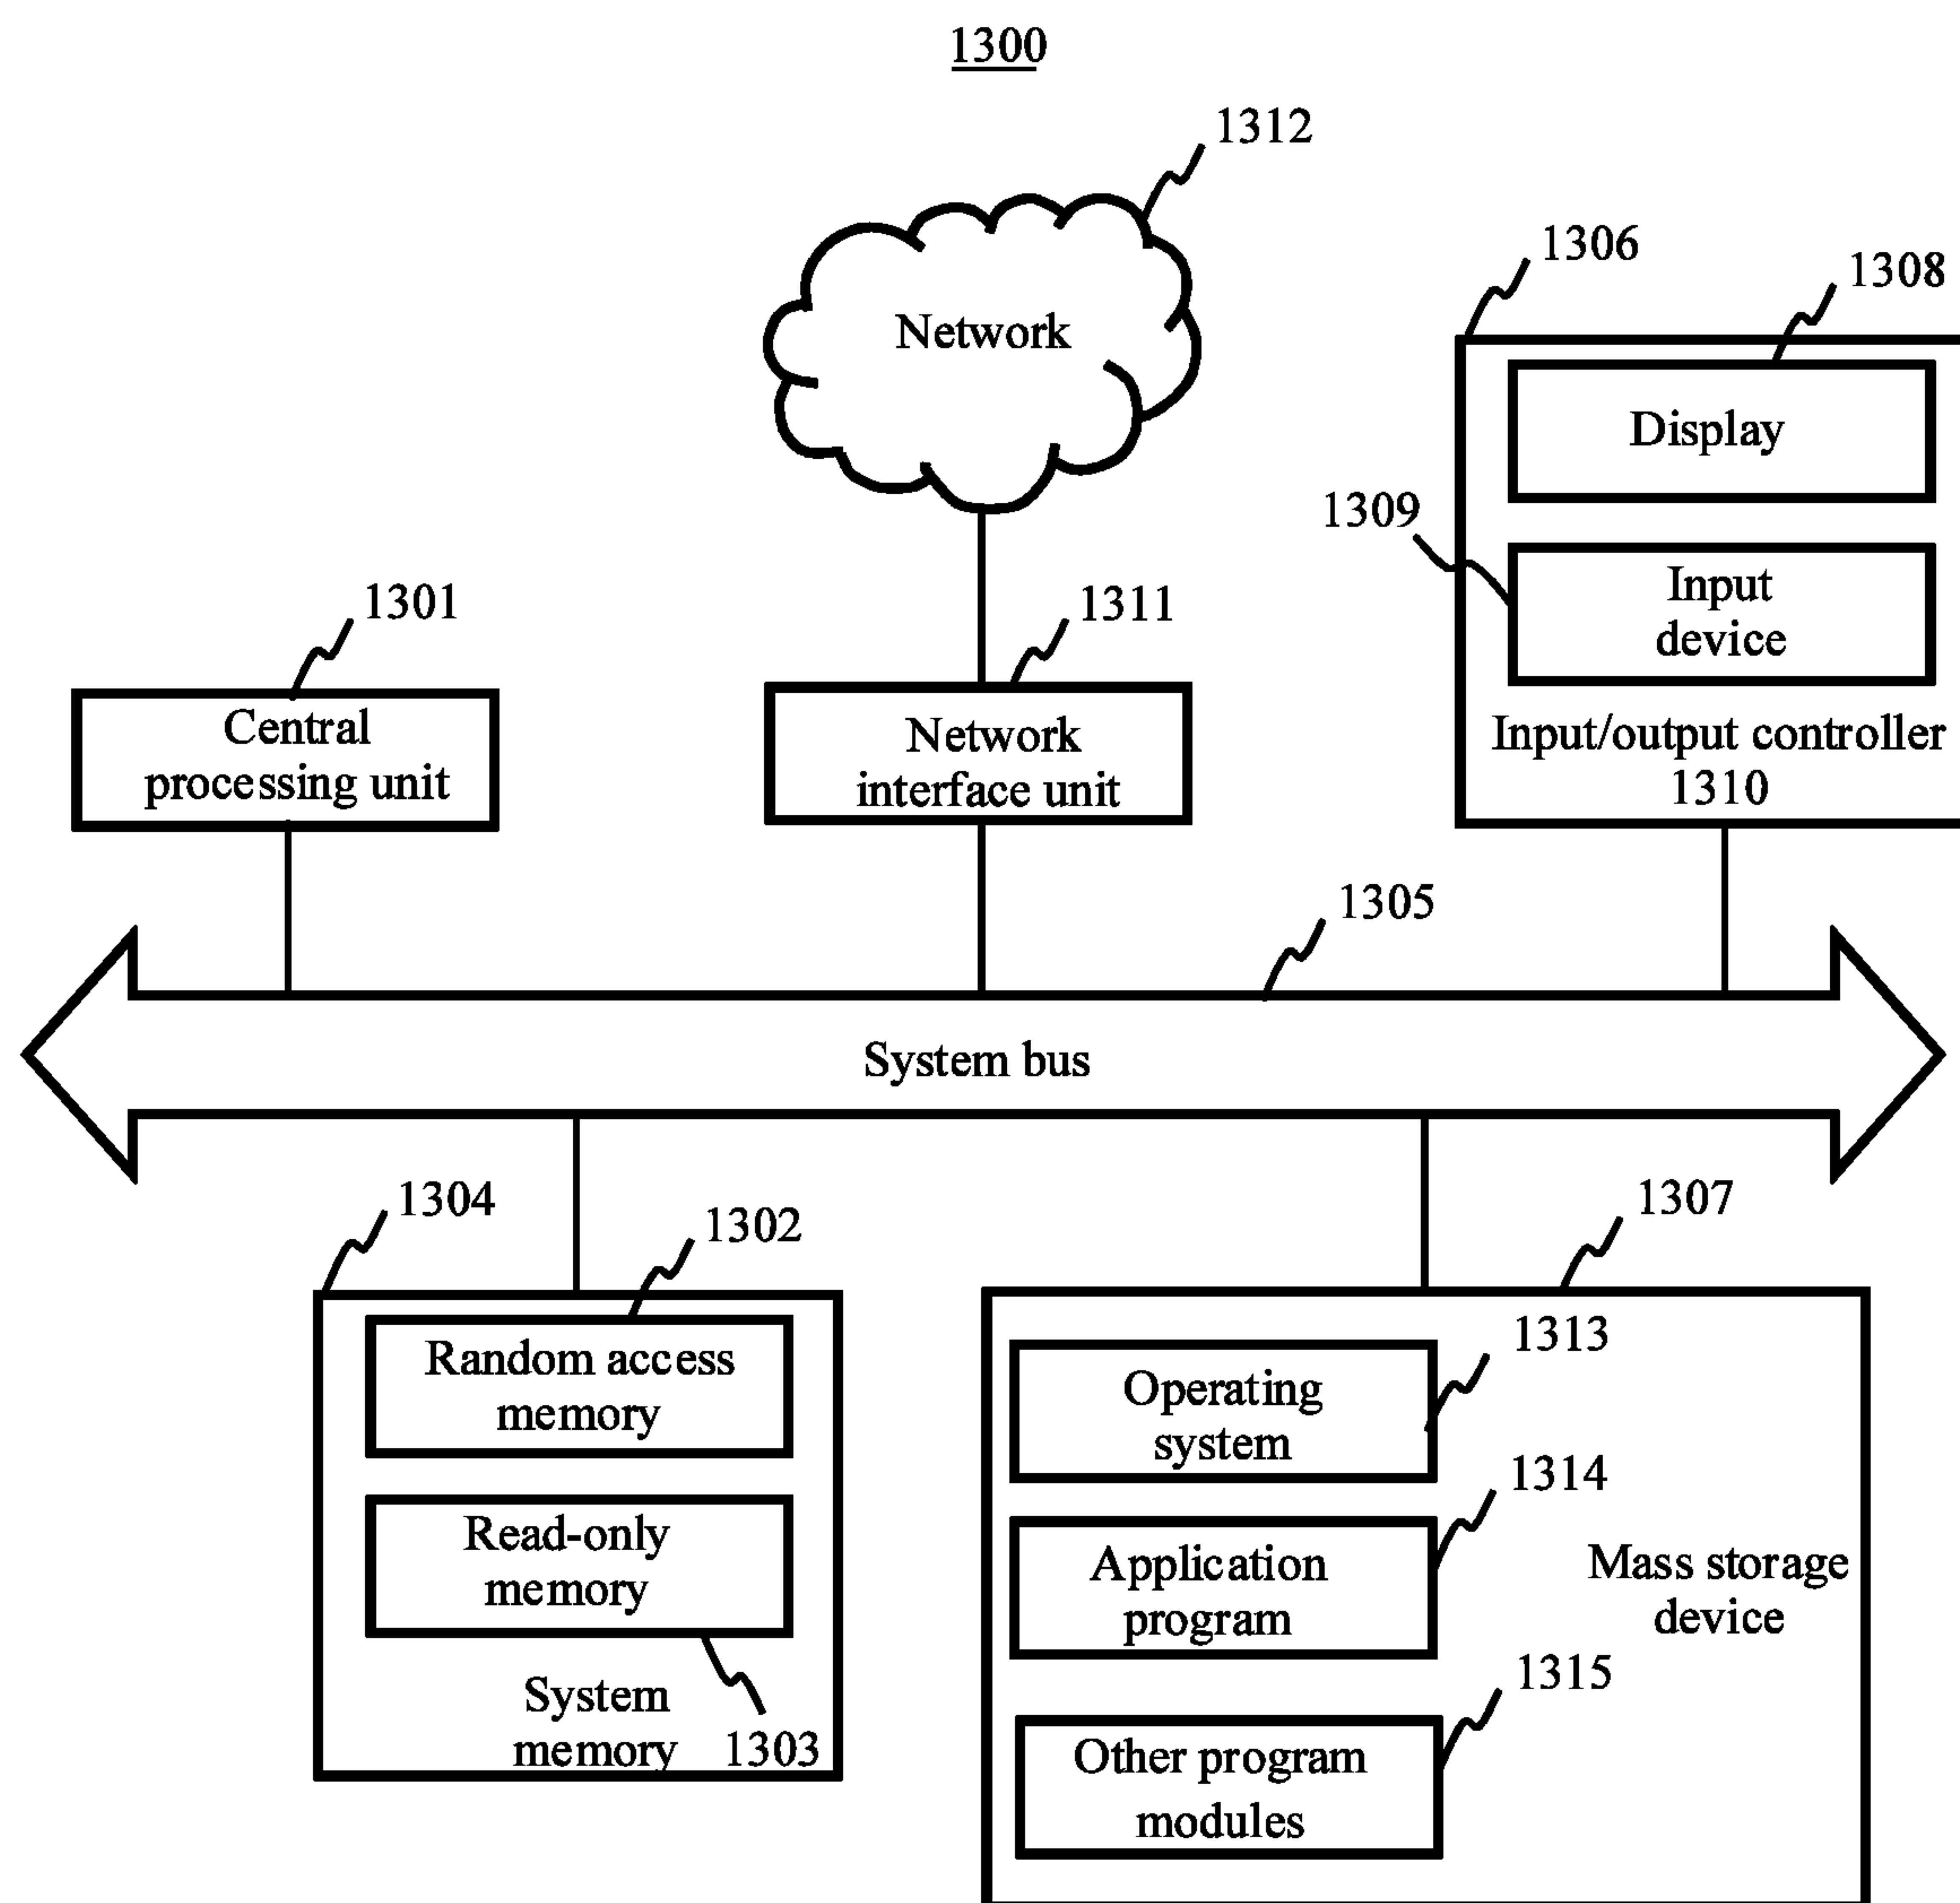 1300
1312
Network
1306
1308
Display
1309
Input
device
Input/output controller
1310
1301
Central
processing unit
1311
Network
interface unit
1305
System bus
1304
1302
Random access
memory
Read-only
memory
System
memory
1303
1307
1313
Operating
system
1314
Application
program
Mass storage
device
1315
Other program
modules